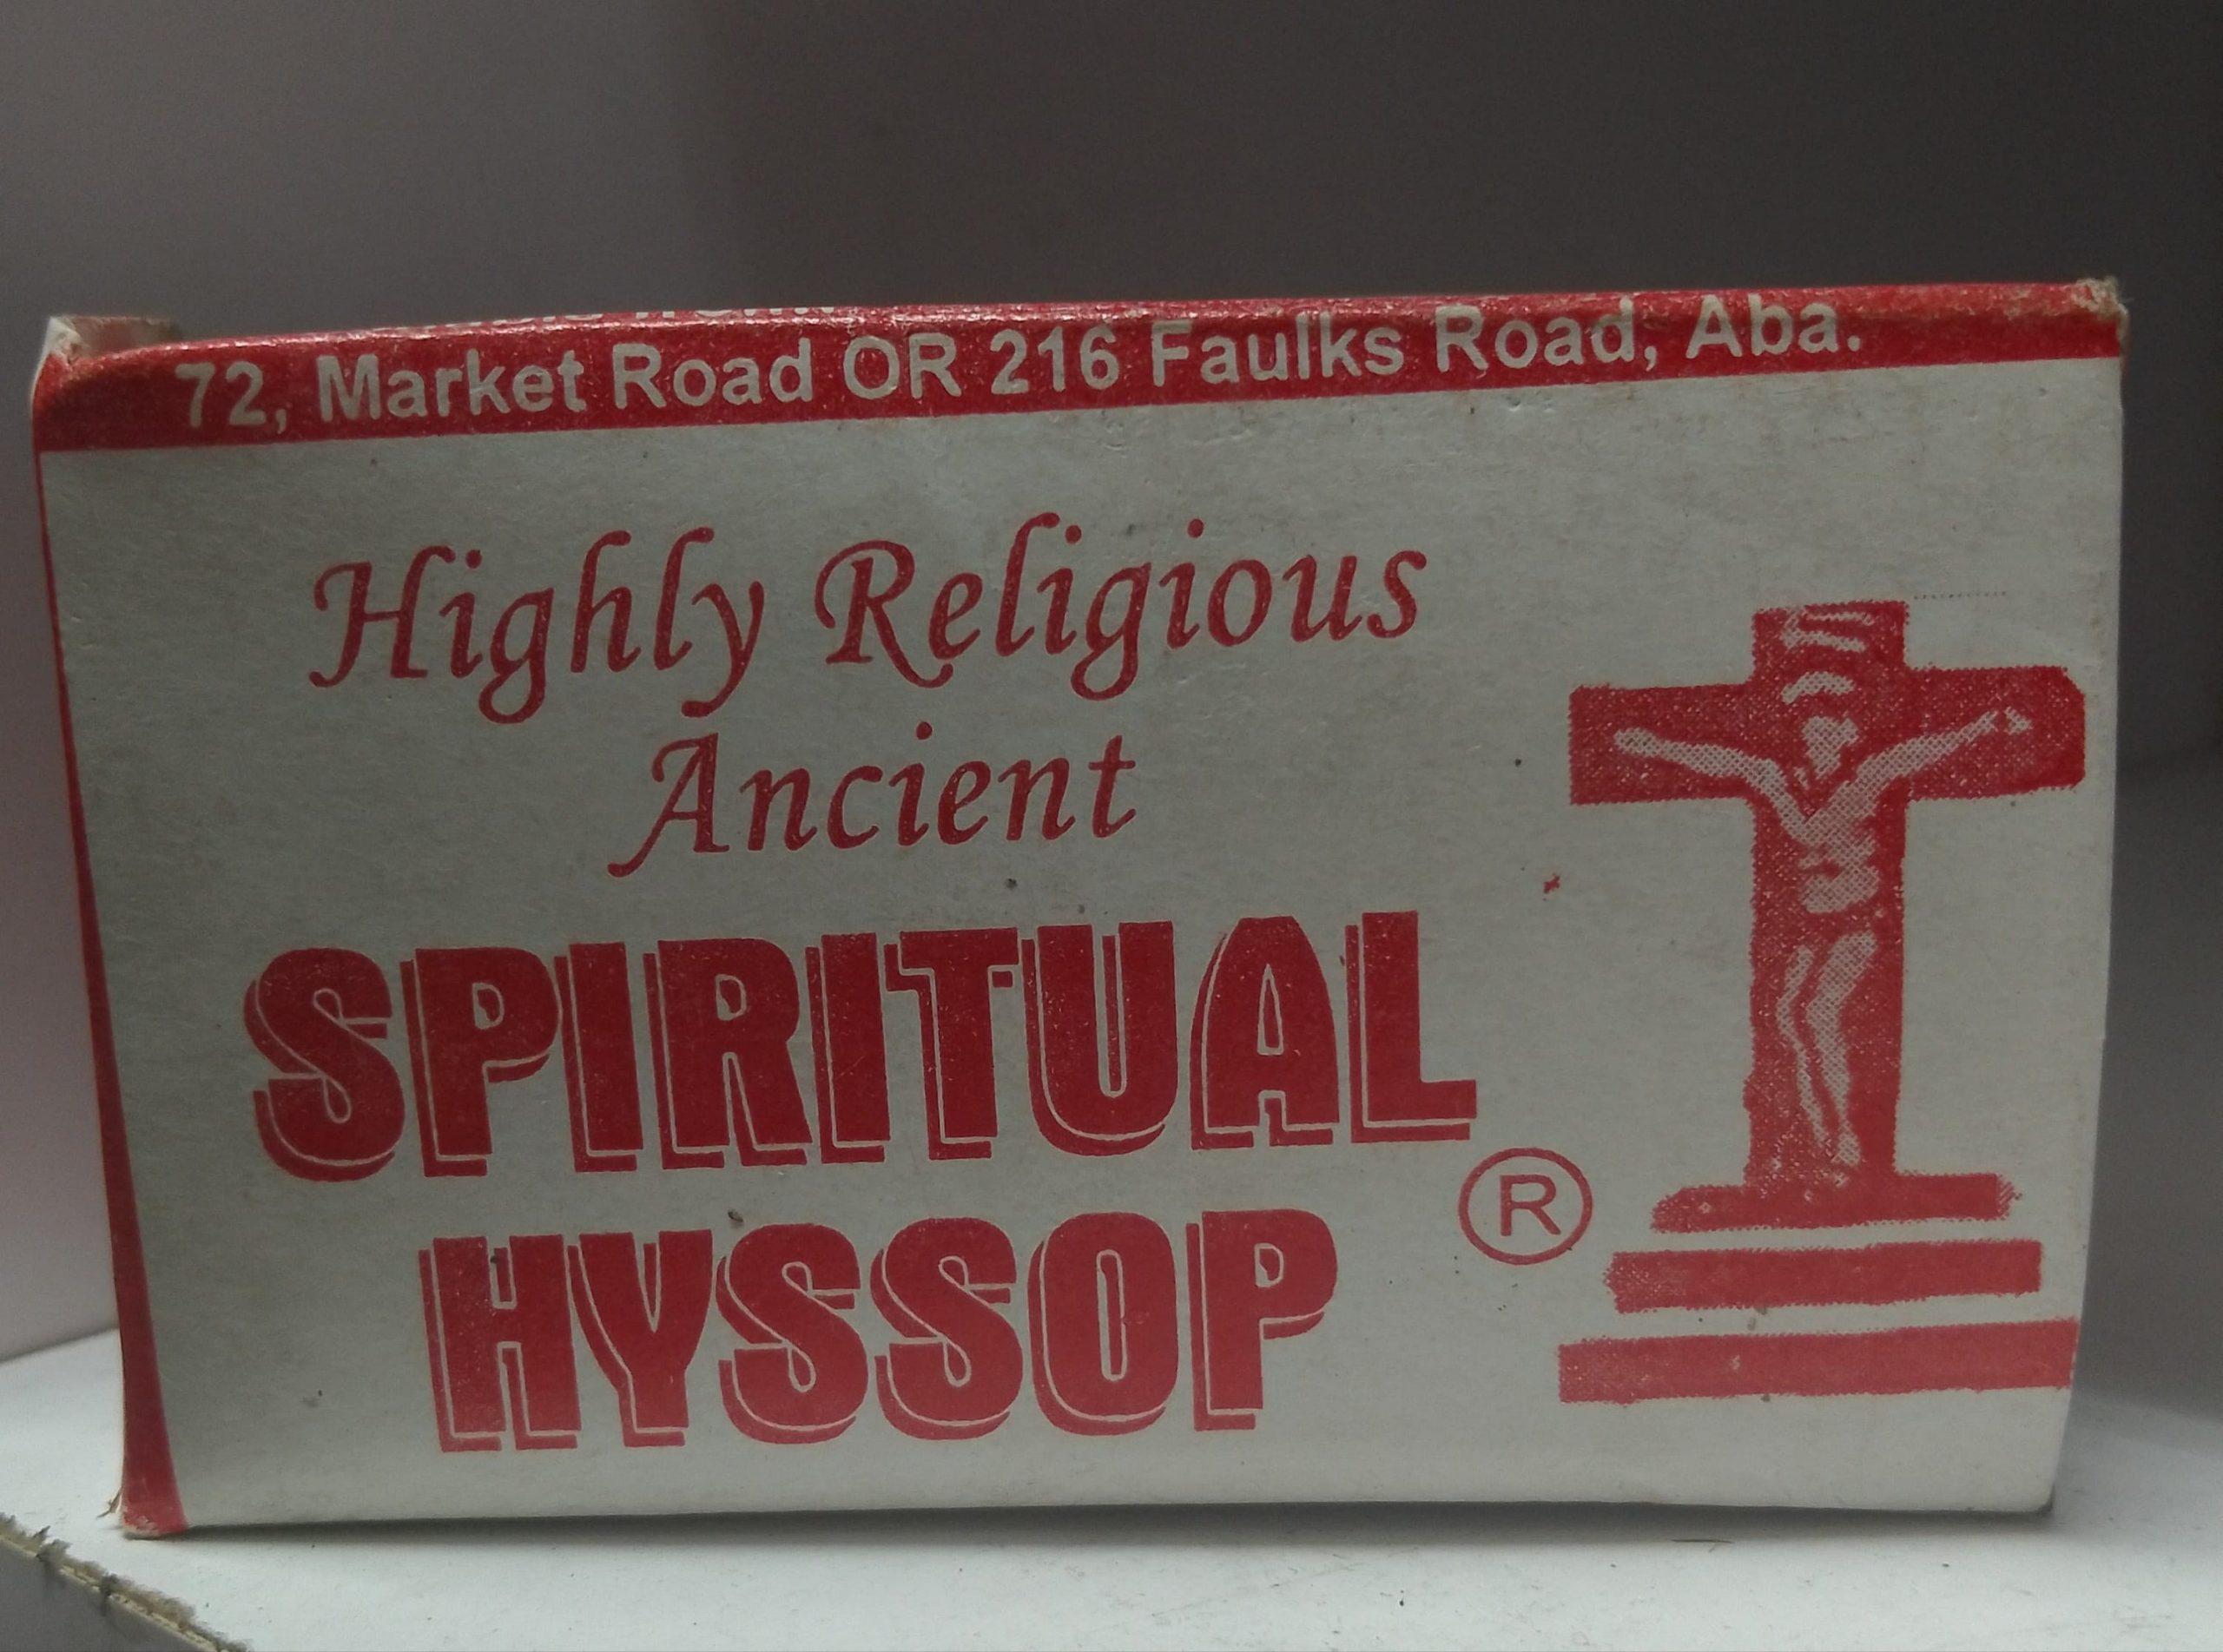 72, Market Road OR 216 Faulks Road, Aba.
Highly Religious
Ancient
SPIRITUAL
HYSSOP
®